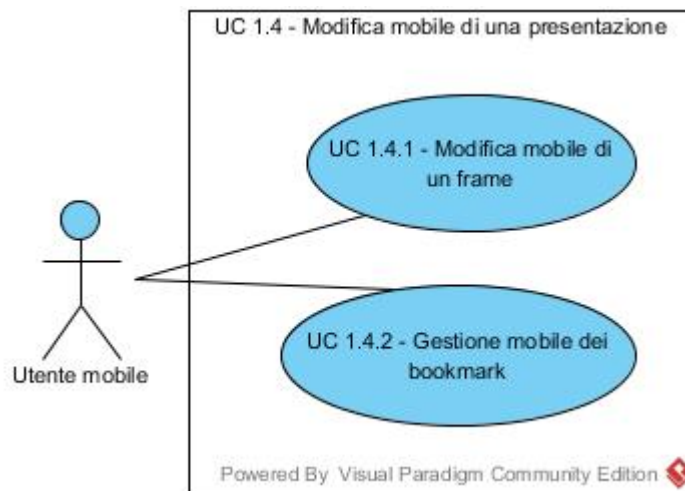 UC 1.4 - Modifica mobile di una presentazione
UC 1.4.1 - Modifica mobile di
un frame
Utente mobile
UC 1.4.2 - Gestione mobile dei
bookmark
Powered By Visual Paradigm Community Edition